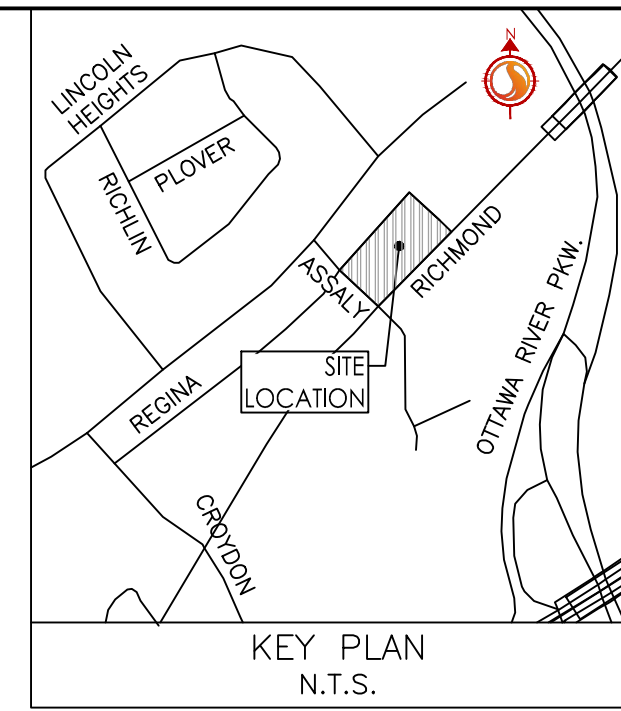 N
LINCOLN
HEIGHTS
PLOVER
RICHLIN
ASSALY
RICHMOND
OTTAWA RIVER PKW.
SITE
LOCATION
REGINA
CROYDON
KEY PLAN
N.T.S.